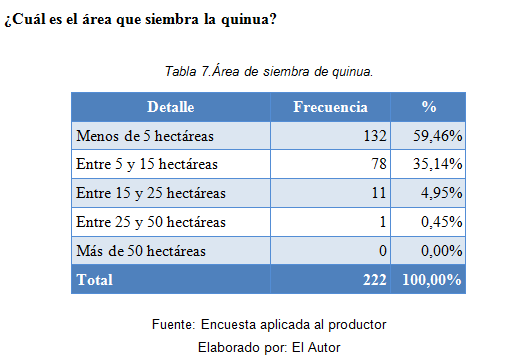 ¿Cuál es el área que siembra la quinua?
Tabla 7.Área de siembra de quinua.
Detalle Frecuencia %
Menos de 5 hectáreas 132 59,46%
Entre 5 y 15 hectáreas 78 35,14%
Entre 15 y 25 hectáreas 11 4,95%
Entre 25 y 50 hectáreas 1 0,45%
Más de 50 hectáreas 0 0,00%
Total 222 100,00%
Fuente: Encuesta aplicada al productor
Elaborado por: El Autor